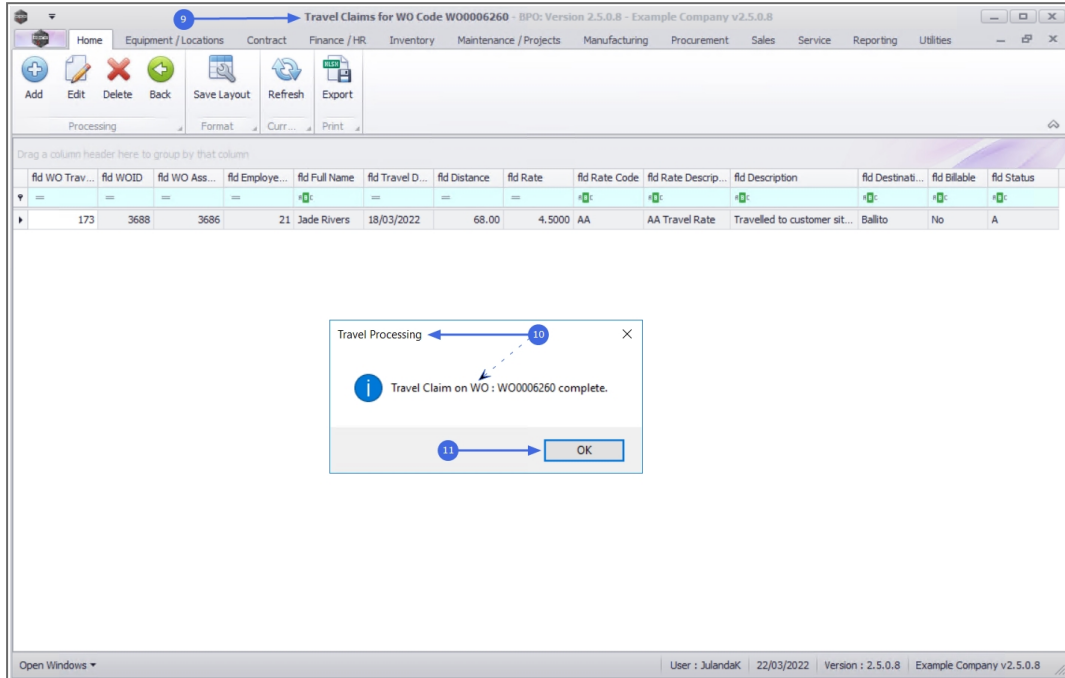 9
Travel Claims for WO Code WO0006260 - BPO: Version 2.5.0.8 - Example Company v2.5.0.8
Home Equipment / Locations Contract Finance / HR Inventory Maintenance / Projects Manufacturing Procurement Sales Service Reporting Utilities
XLSX
Add Edit Delete Back Save Layout Refresh Export
Processing Format Curr... Print
Drag a column header here to group by that column
fld WO Trav... fld WOID fld WO Ass... fld Employe... fld Full Name fld Travel D... fld Distance fld Rate fld Rate Code fld Rate Descrip... fld Description fld Destinati... fld Billable fld Status
= = = = = = = =
173 3688 3686 21 Jade Rivers 18/03/2022 68.00 4.5000 AA AA Travel Rate Travelled to customer sit... Ballito No A
Travel Processing 10
Travel Claim on WO : WO0006260 complete.
11 OK
Open Windows User : JulandaK 22/03/2022 Version : 2.5.0.8 Example Company v2.5.0.8